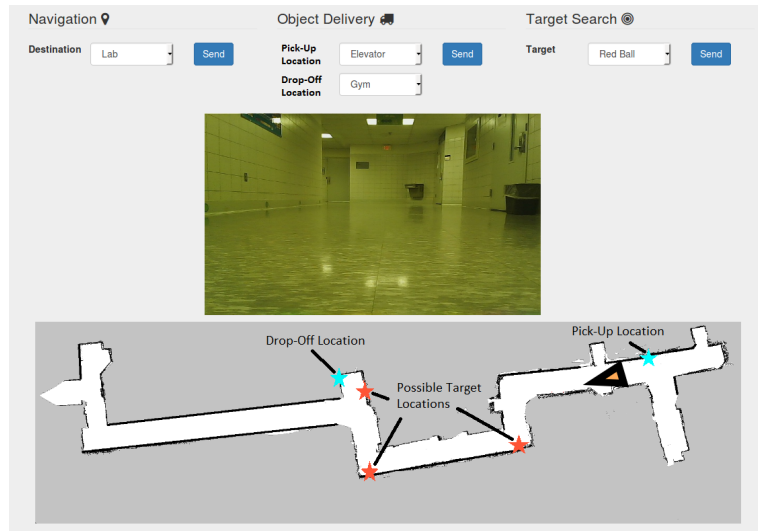 Navigation
Object Delivery
Target Search
Destination
Lab
Send
Pick-Up
Location
Elevator
Send
Target
Red Ball
Send
Drop-Off
Location
Gym
Drop-Off Location
Pick-Up Location
Possible Target
Locations